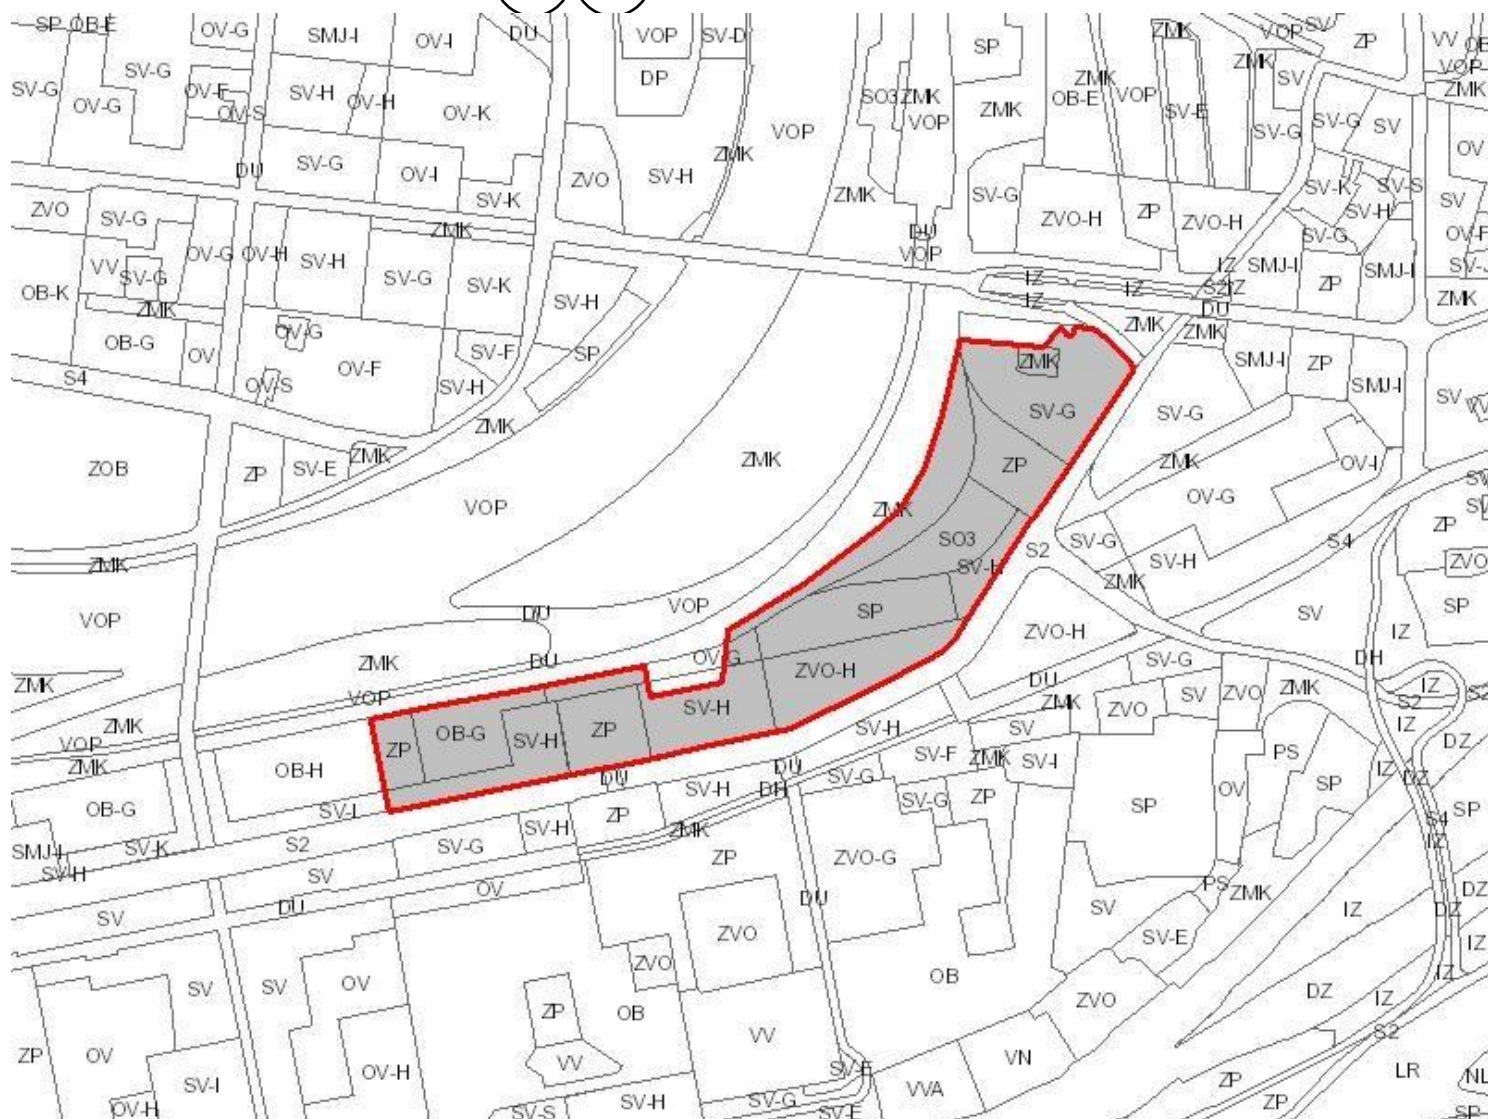 SP OB-E OV-G SMJ-I OV-I DU VOP SV-D SP ZMK VOP SV ZP VV
SV-G DP ZMK ZMK SV VOP
SV-G OV-G OV-F OV-S SV-H OV-H OV-K VOP SO3 ZMK VOP ZMK OB-E VOP SV-E SV-G SV-G SV ZMK
DU SV-G OV-I ZVO SV-H ZMK ZMK OV
ZVO SV-G SV-K ZMK SV-G ZVO-H ZP ZVO-H SV-K SV-S SV-H SV
OV-G OV-H SV-H SV-G SV-K DU VOP SV-G OV-F
OB-K VV SV-G ZMK SV-H IZ IZ IZ IZ S2 IZ SMJ-I ZP SMJ-I SV-J ZMK
OB-G OV OV-G OV-F SV-F SP DU ZMK ZMK
S4 OV-S SV-H ZMK SV-G SMJ-I ZP SMJ-I SV
ZMK SV-G
ZOB ZP SV-E ZMK ZMK ZP ZMK OV-I
VOP ZMK OV-G
ZMK SO3 SV-H S2 SV-G SV-H S4 ZP ZVO
VOP DU VOP SP ZMK SV SP
ZMK DU OV-G ZVO-H ZVO-H IZ DH
ZMK VOP SV-H DU SV-G ZMK IZ S2 S2
ZMK VOP ZP OB-G SV-H ZP SV-H ZMK ZVO SV ZVO IZ
ZMK OB-H DU DU SV-G SV-F ZMK SV SV-I PS SP IZ DZ DZ
OB-G SV-L SV-H DH SV-G ZP SP OV SP
SMJ-I SV-K S2 SV-G SV-H ZP ZMK ZP ZVO-G S4 IZ
SV-H SV OV PS ZMK DZ
SV DU ZVO DU SV SV-E IZ DZ IZ
SV SV OV ZVO OB OB ZVO DZ IZ IZ
ZP OV SV-I ZP OB VV VN S2
OV-H OV-H VV SV-E VVA ZP LR NL
SV-S SV-H SV-G SV-E ZP SP